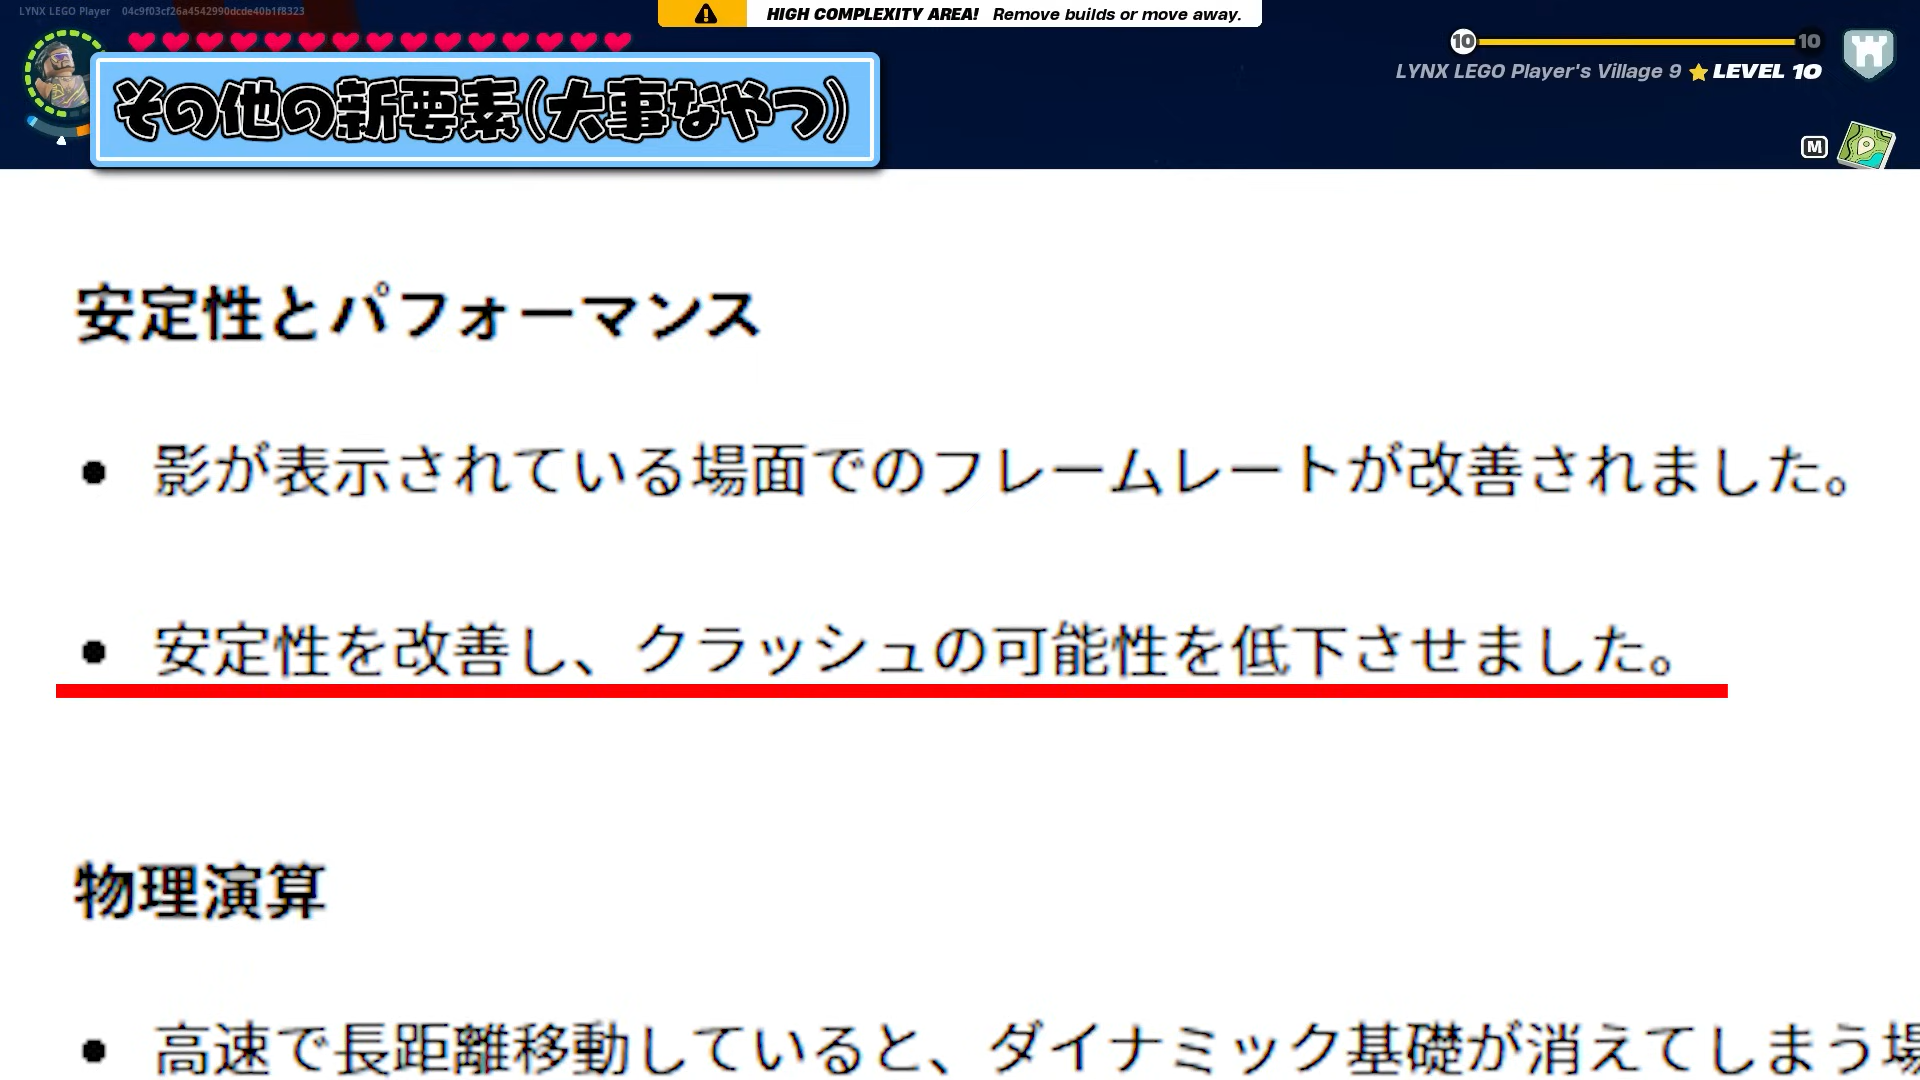 LYNX LEGO Player 04c9f03cf26a4542990dcde40b1f8323
HIGH COMPLEXITY AREA! Remove builds or move away.
10 10
LYNX LEGO Player's Village 9 LEVEL 10
その他の新要素(大事なやつ)
M
安定性とパフォーマンス
• 影が表示されている場面でのフレームレートが改善されました。
• 安定性を改善し、クラッシュの可能性を低下させました。
物理演算
• 高速で長距離移動していると、ダイナミック基礎が消えてしまう場